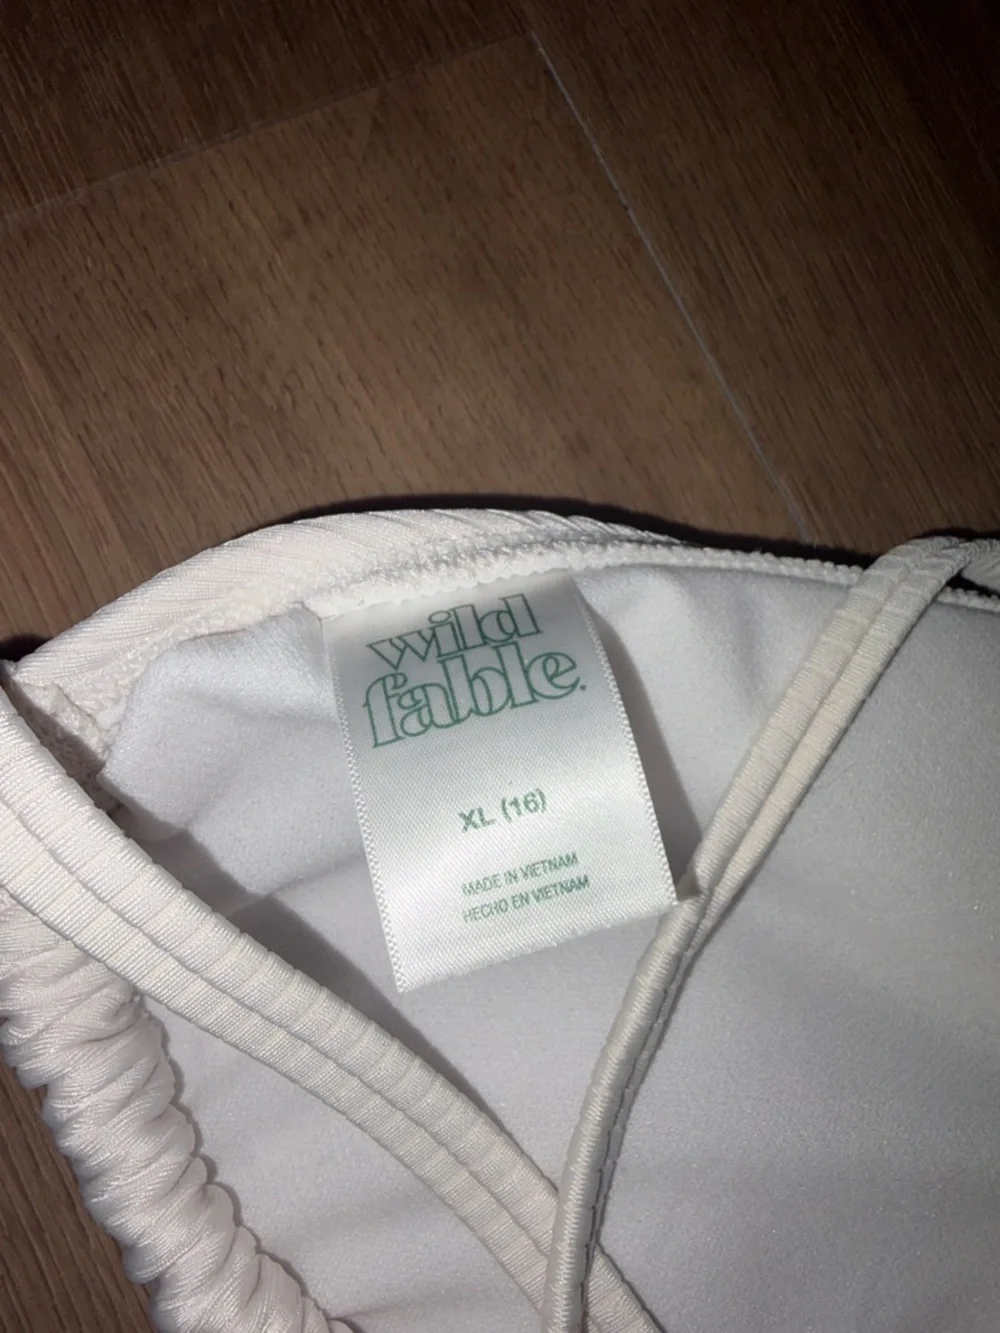 wild
fable.
XL (16)
MADE IN VIETNAM
HECHO EN VIETNAM